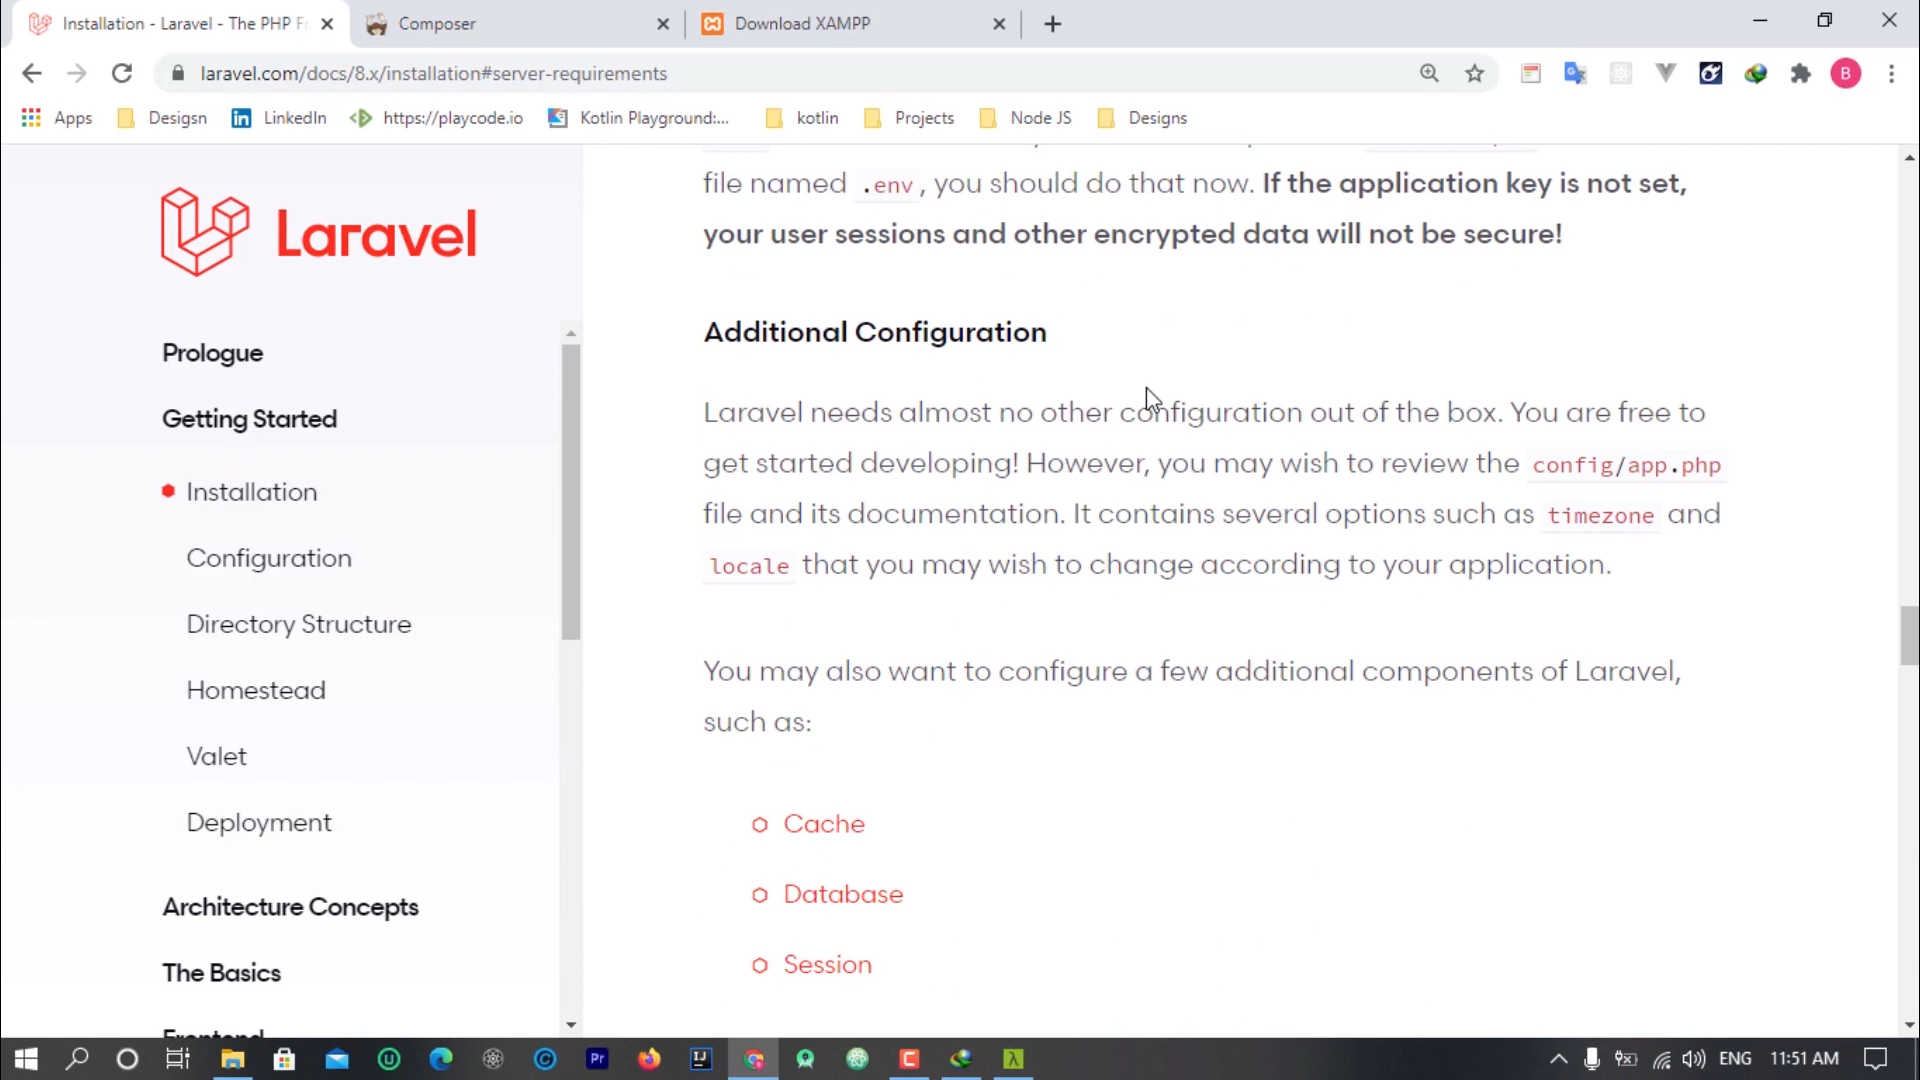 Installation - Laravel - The PHP Fr
Composer
Download XAMPP
laravel.com/docs/8.x/installation#server-requirements
B
Apps
Desigsn
LinkedIn
https://playcode.io
Kotlin Playground:...
kotlin
Projects
Node JS
Designs
Laravel
Prologue
Getting Started
Installation
Configuration
Directory Structure
Homestead
Valet
Deployment
Architecture Concepts
The Basics
Frontend
file named .env, you should do that now. If the application key is not set,
your user sessions and other encrypted data will not be secure!
Additional Configuration
Laravel needs almost no other configuration out of the box. You are free to
get started developing! However, you may wish to review the config/app.php
file and its documentation. It contains several options such as timezone and
locale that you may wish to change according to your application.
You may also want to configure a few additional components of Laravel,
such as:
Cache
Database
Session
ENG
11:51 AM